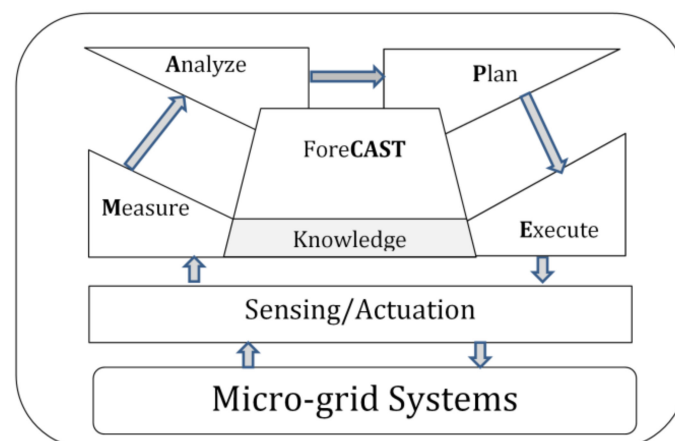 Analyze
Plan
ForeCAST
Measure
Knowledge
Execute
Sensing/Actuation
Micro-grid Systems